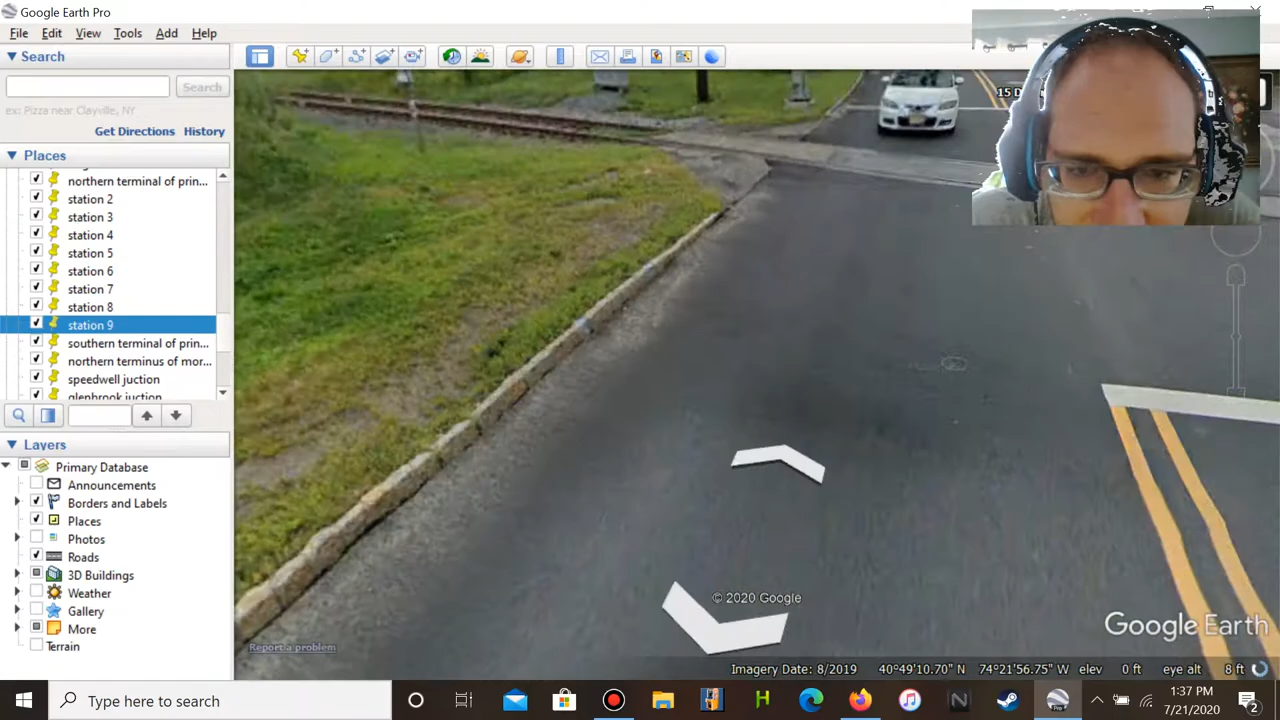 Google Earth Pro
File Edit View Tools Add Help
Search
Search
ex: Pizza near Clayville, NY
Get Directions History
Places
northern terminal of prin...
station 2
station 3
station 4
station 5
station 6
station 7
station 8
station 9
southern terminal of prin...
northern terminus of mor...
speedwell juction
glenbrook juction
Layers
Primary Database
Announcements
Borders and Labels
Places
Photos
Roads
3D Buildings
Weather
Gallery
More
Terrain
15 D
© 2020 Google
Google Earth
Report a problem
Imagery Date: 8/2019 40°49'10.70" N 74°21'56.75" W elev 0 ft eye alt 8 ft
Type here to search
1:37 PM
7/21/2020
2